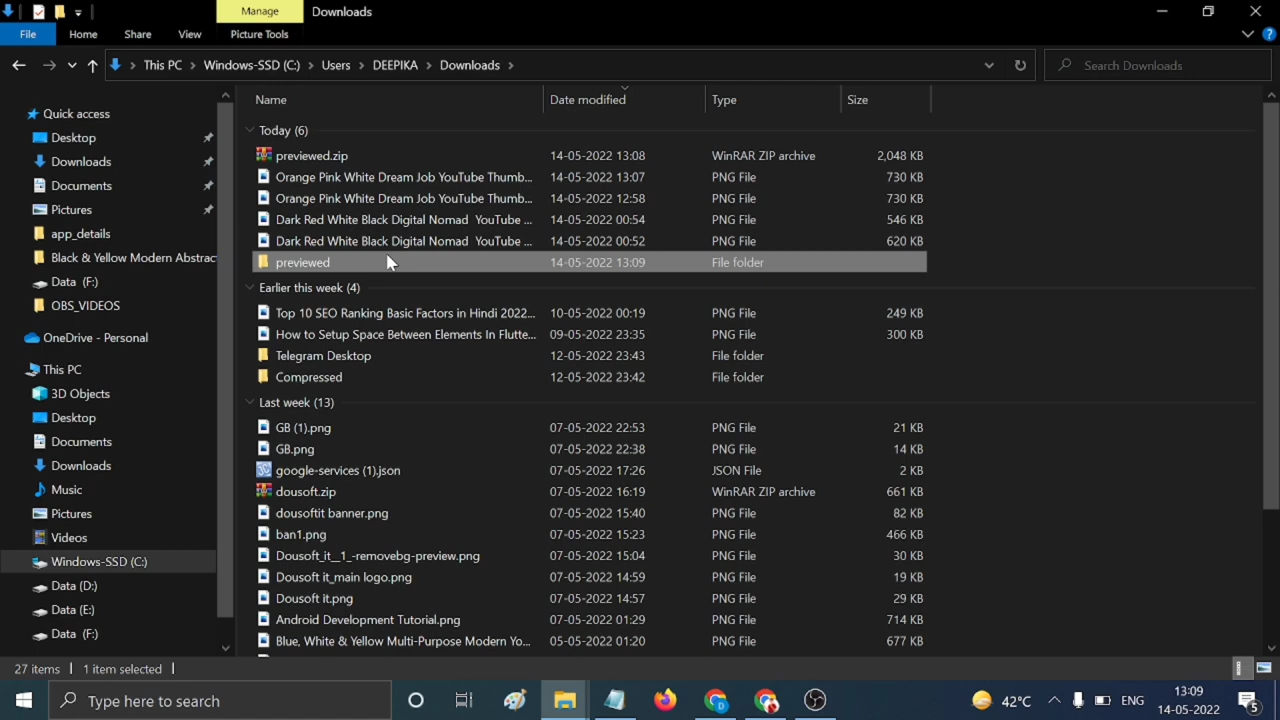 Manage
Downloads
File
Home
Share
View
Picture Tools
This PC
Windows-SSD (C:)
Users
DEEPIKA
Downloads
Search Downloads
Name
Date modified
Type
Size
Quick access
Desktop
Downloads
Documents
Pictures
app_details
Black & Yellow Modern Abstrac
Data (F:)
OBS_VIDEOS
OneDrive - Personal
This PC
3D Objects
Desktop
Documents
Downloads
Music
Pictures
Videos
Windows-SSD (C:)
Data (D:)
Data (E:)
Data (F:)
Today (6)
previewed.zip 14-05-2022 13:08 WinRAR ZIP archive 2,048 KB
Orange Pink White Dream Job YouTube Thumb... 14-05-2022 13:07 PNG File 730 KB
Orange Pink White Dream Job YouTube Thumb... 14-05-2022 12:58 PNG File 730 KB
Dark Red White Black Digital Nomad YouTube ... 14-05-2022 00:54 PNG File 546 KB
Dark Red White Black Digital Nomad YouTube ... 14-05-2022 00:52 PNG File 620 KB
previewed 14-05-2022 13:09 File folder
Earlier this week (4)
Top 10 SEO Ranking Basic Factors in Hindi 2022... 10-05-2022 00:19 PNG File 249 KB
How to Setup Space Between Elements In Flutte... 09-05-2022 23:35 PNG File 300 KB
Telegram Desktop 12-05-2022 23:43 File folder
Compressed 12-05-2022 23:42 File folder
Last week (13)
GB (1).png 07-05-2022 22:53 PNG File 21 KB
GB.png 07-05-2022 22:38 PNG File 14 KB
google-services (1).json 07-05-2022 17:26 JSON File 2 KB
dousoft.zip 07-05-2022 16:19 WinRAR ZIP archive 661 KB
dousoftit banner.png 07-05-2022 15:40 PNG File 82 KB
ban1.png 07-05-2022 15:23 PNG File 446 KB
Dousoft_it__1_-removebg-preview.png 07-05-2022 15:04 PNG File 30 KB
Dousoft it_main logo.png 07-05-2022 14:59 PNG File 19 KB
Dousoft it.png 07-05-2022 14:57 PNG File 29 KB
Android Development Tutorial.png 07-05-2022 01:29 PNG File 714 KB
Blue, White & Yellow Multi-Purpose Modern Yo... 05-05-2022 01:20 PNG File 677 KB
27 items
1 item selected
Type here to search
42°C
ENG
13:09
14-05-2022
5